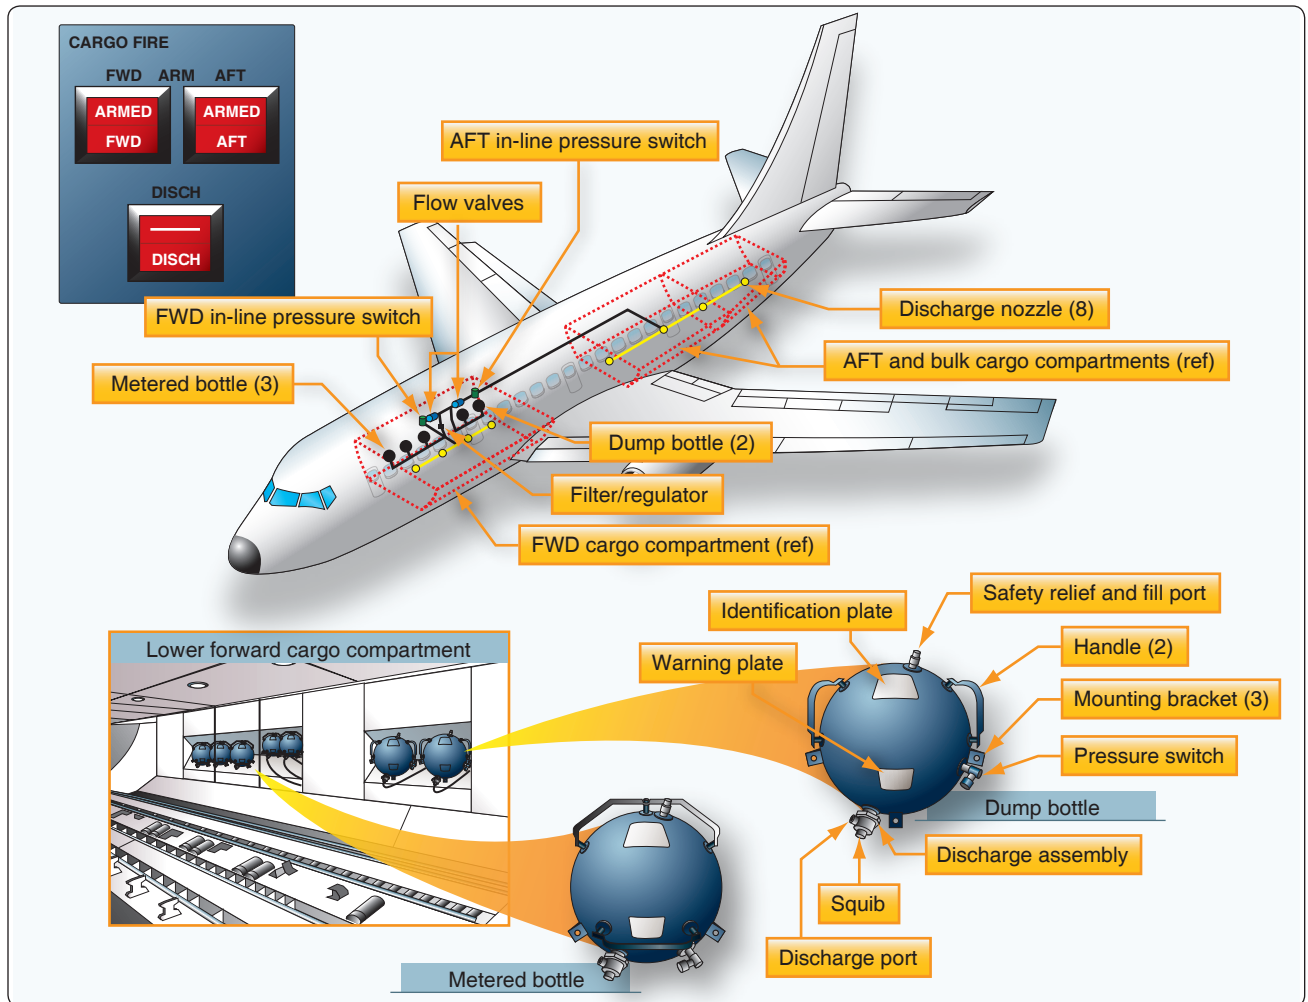 CARGO FIRE
FWD ARM AFT
ARMED
FWD
ARMED
AFT
DISCH
DISCH
AFT in-line pressure switch
Flow valves
FWD in-line pressure switch
Metered bottle (3)
Discharge nozzle (8)
AFT and bulk cargo compartments (ref)
Dump bottle (2)
Filter/regulator
FWD cargo compartment (ref)
Lower forward cargo compartment
Safety relief and fill port
Identification plate
Handle (2)
Warning plate
Mounting bracket (3)
Pressure switch
Dump bottle
Discharge assembly
Squib
Discharge port
Metered bottle